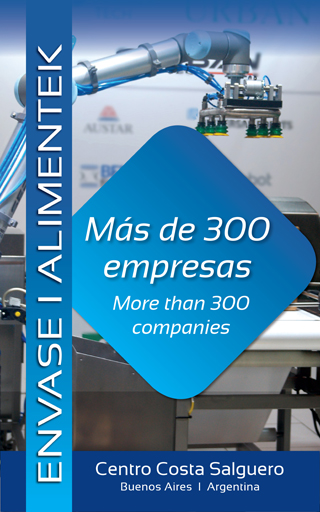 ENVASE | ALIMENTEK
AUSTAR
Más de 300
empresas
More than 300
companies
Centro Costa Salguero
Buenos Aires | Argentina